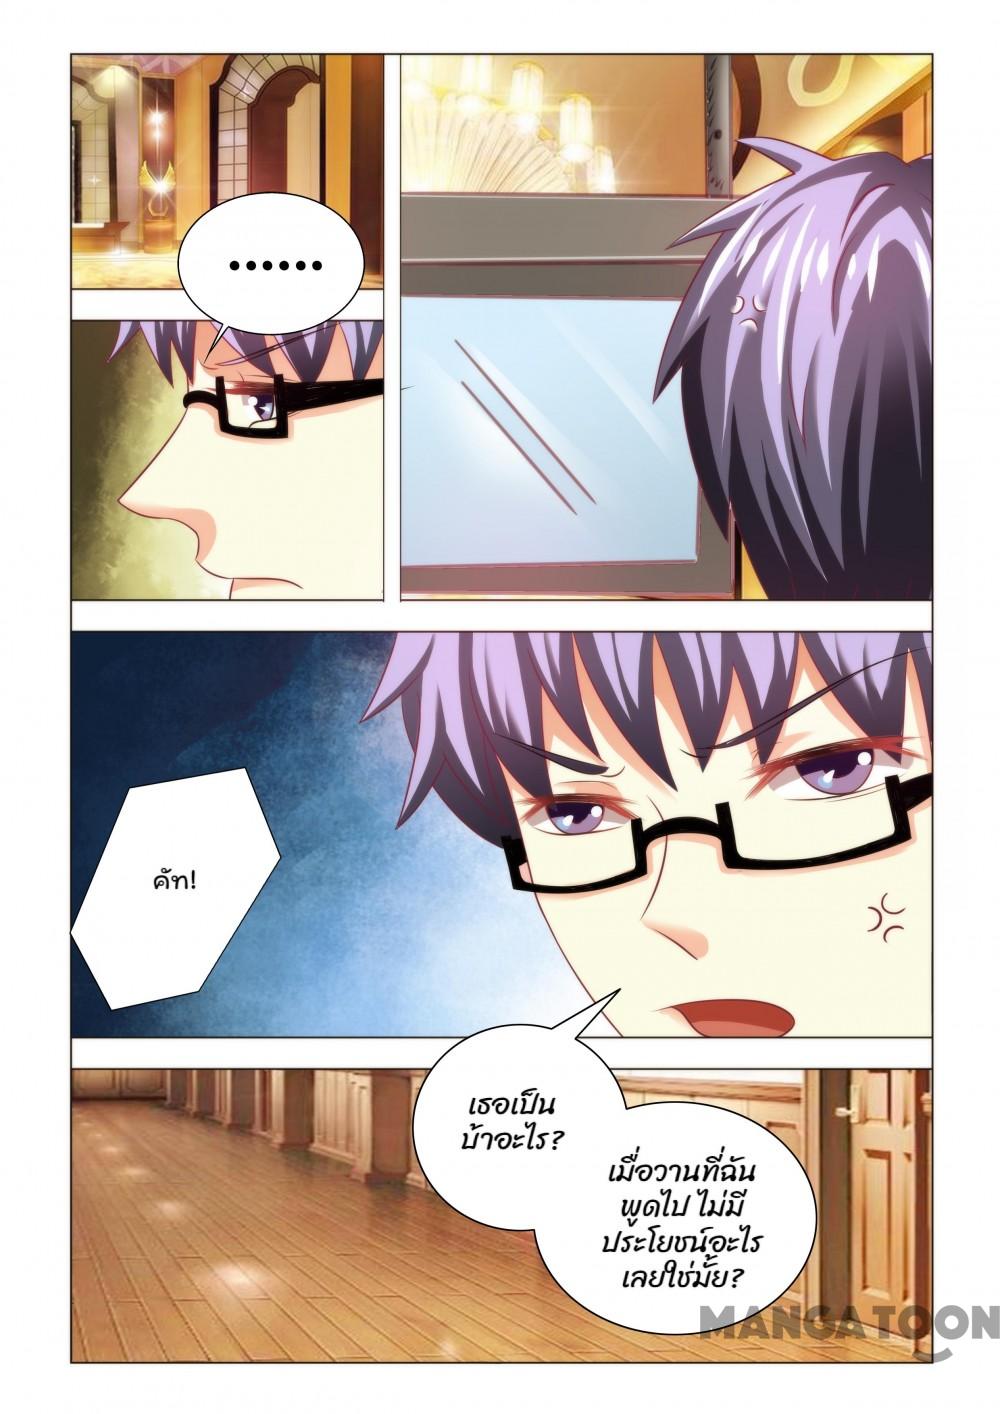 ......
คัท!
เธอเป็น
บ้าอะไร?
เมื่อวานที่ฉัน
พูดไป ไม่มี
ประโยชน์อะไร
เลยใช่มั้ย?
MANGATOON